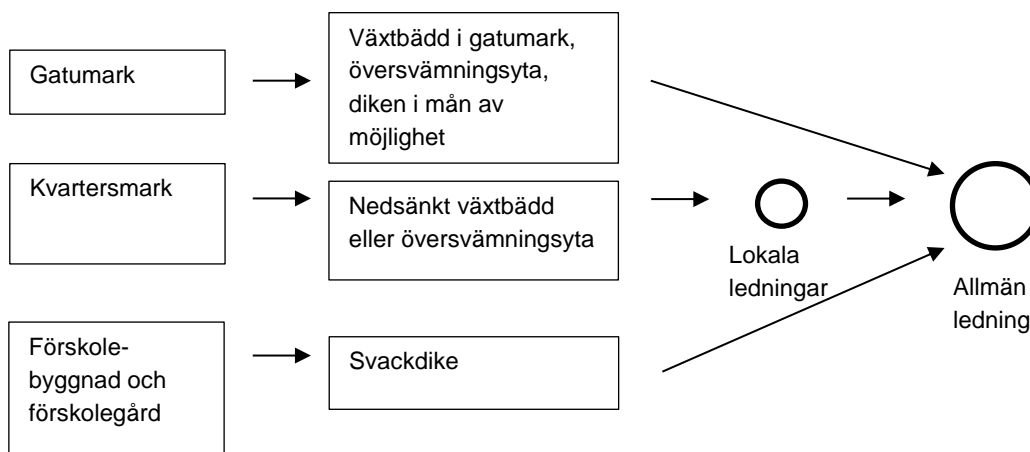 Gatumark
Växtbädd i gatumark,
översvämningsyta,
diken i mån av
möjlighet
Kvartersmark
Nedsänkt växtbädd
eller översvämningsyta
Lokala
ledningar
Allmän
ledning
Förskole-
byggnad och
förskolegård
Svackdike